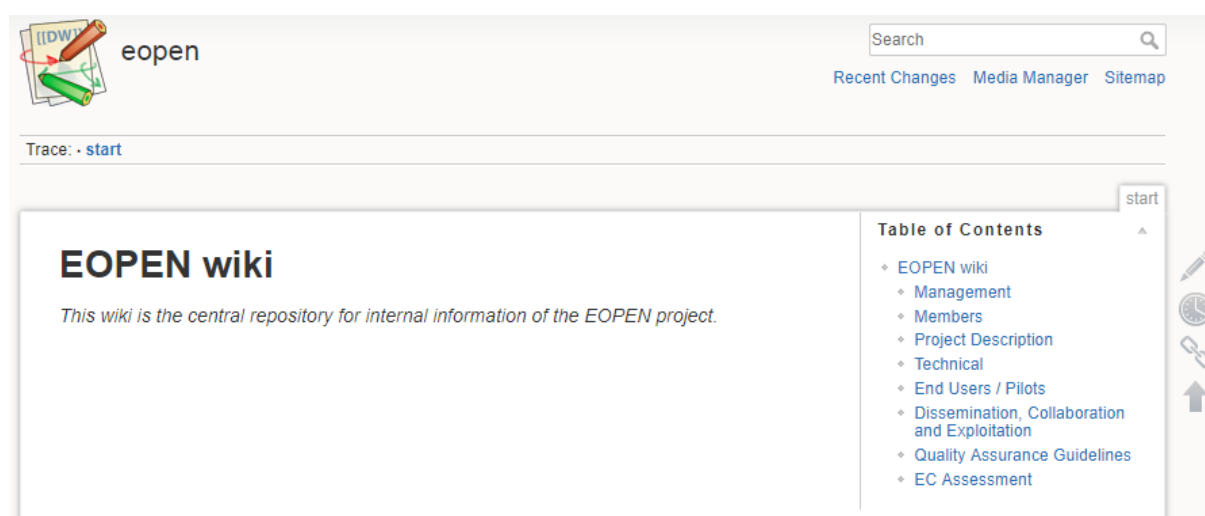 [[DW]]
eopen
Search
Recent Changes Media Manager Sitemap
Trace: · start
start
EOPEN wiki
This wiki is the central repository for internal information of the EOPEN project.
Table of Contents
EOPEN wiki
Management
Members
Project Description
Technical
End Users / Pilots
Dissemination, Collaboration
and Exploitation
Quality Assurance Guidelines
EC Assessment